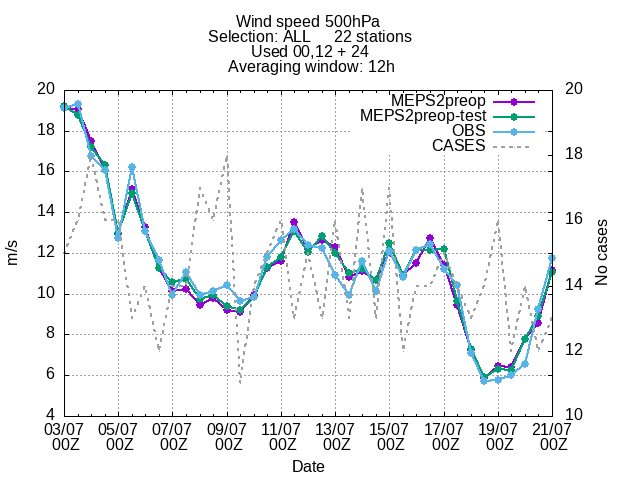 Wind speed 500hPa
Selection: ALL 22 stations
Used 00,12 + 24
Averaging window: 12h
MEPS2preop
MEPS2preop-test
OBS
CASES
20
18
16
14
12
10
8
6
4
m/s
20
18
16
14
12
10
No cases
03/07 05/07 07/07 09/07 11/07 13/07 15/07 17/07 19/07 21/07
00Z 00Z 00Z 00Z 00Z 00Z 00Z 00Z 00Z 00Z
Date